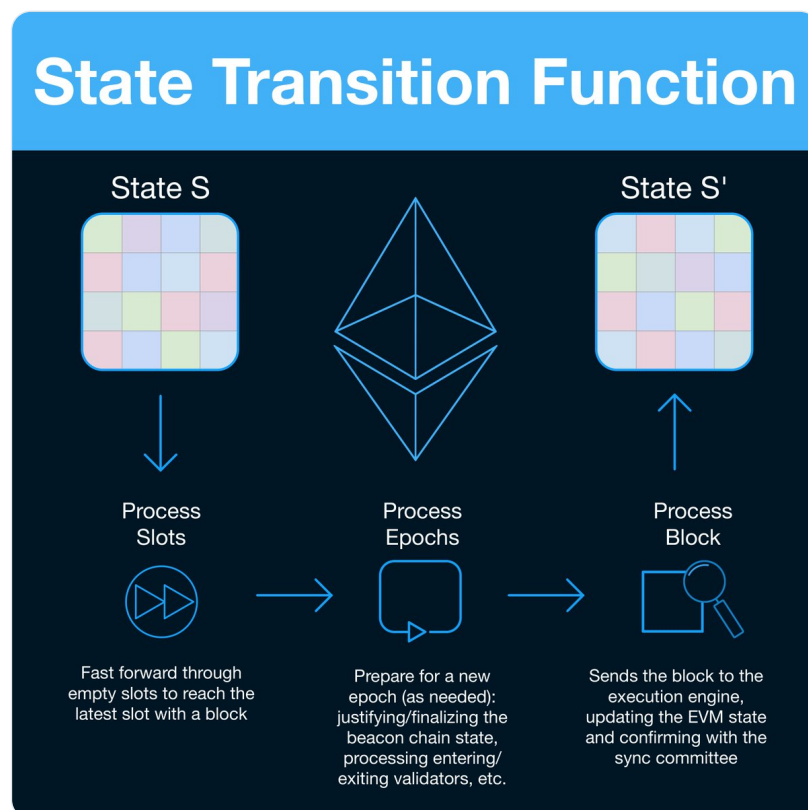 State Transition Function
State S
State S'
Process
Slots
Fast forward through
empty slots to reach the
latest slot with a block
Process
Epochs
Prepare for a new
epoch (as needed):
justifying/finalizing the
beacon chain state,
processing entering/
exiting validators, etc.
Process
Block
Sends the block to the
execution engine,
updating the EVM state
and confirming with the
sync committee